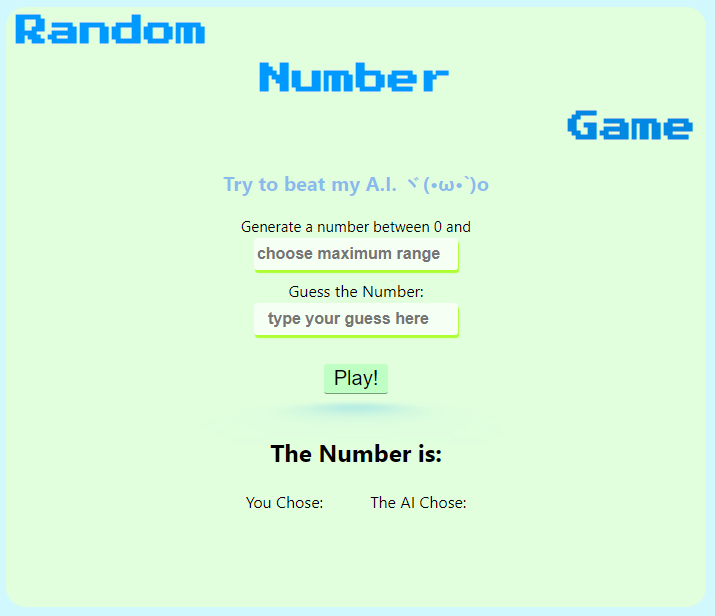 Random
Number
Game
Try to beat my A.I. ヾ(•ω•`)o
Generate a number between 0 and
choose maximum range
Guess the Number:
type your guess here
Play!
The Number is:
You Chose: The AI Chose: